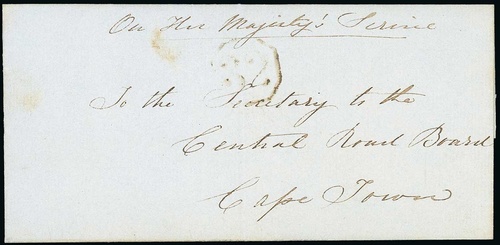 On Her Majesty's Service
To the Secretary to the
Central Road Board
Cape Town